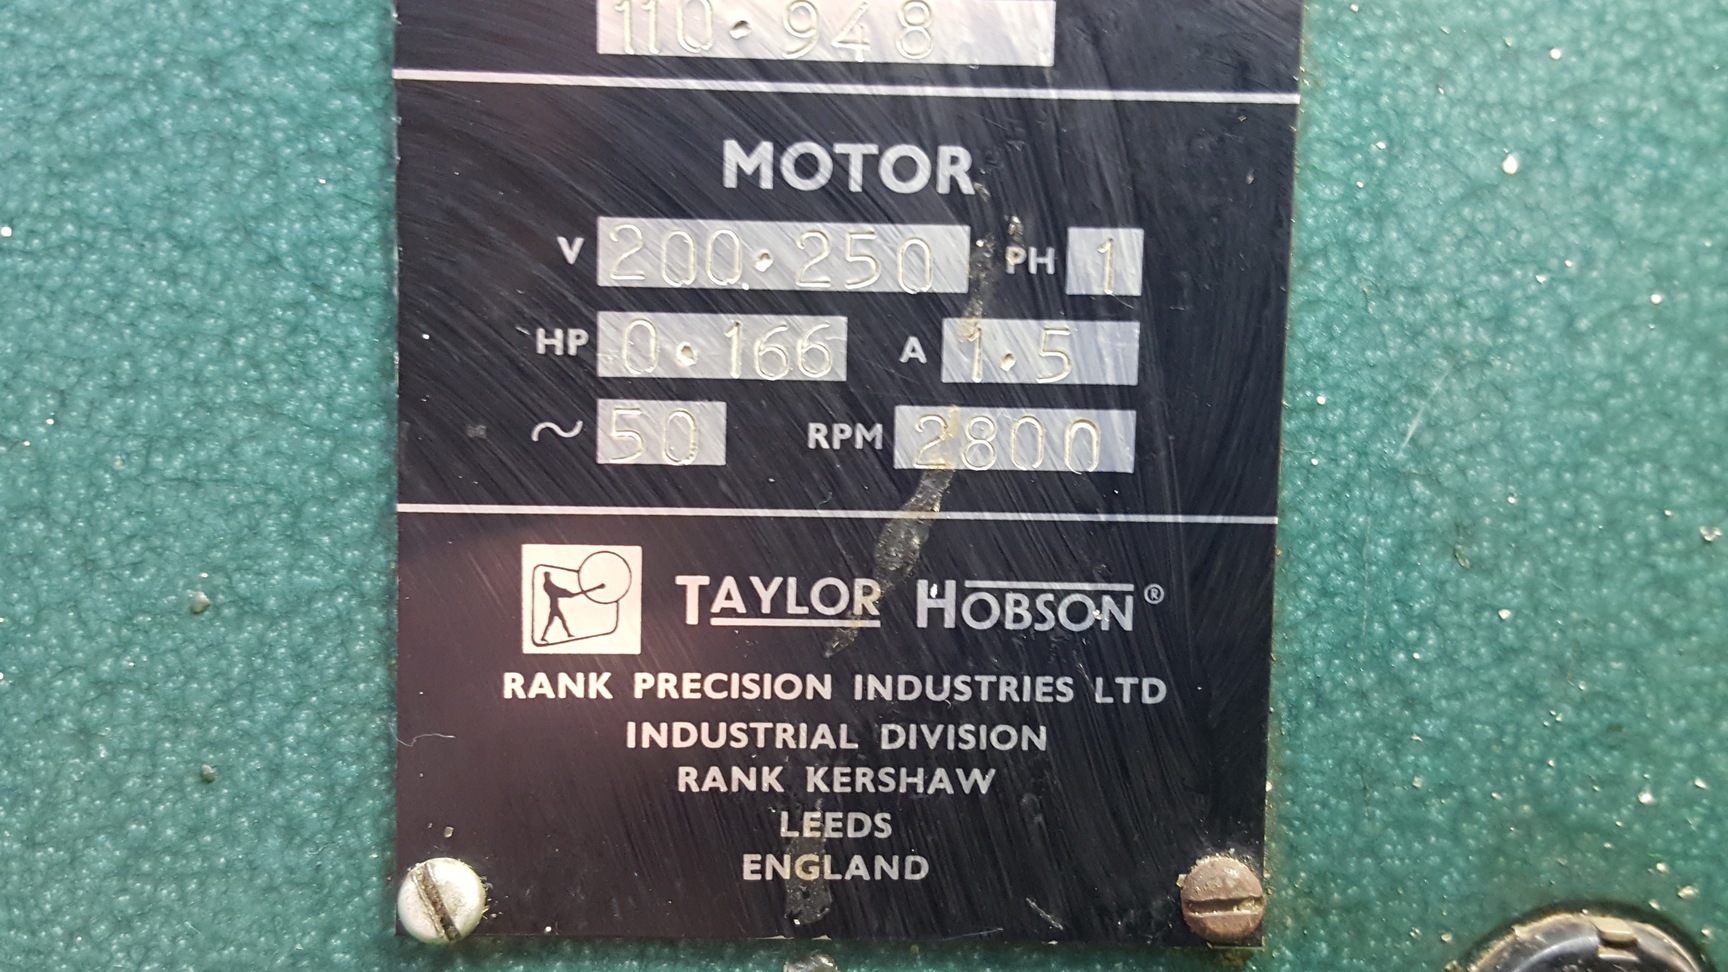 110.948
MOTOR
V 200.250 PH 1
HP 0.166 A 1.5
~ 50 RPM 2800
TAYLOR HOBSON®
RANK PRECISION INDUSTRIES LTD
INDUSTRIAL DIVISION
RANK KERSHAW
LEEDS
ENGLAND